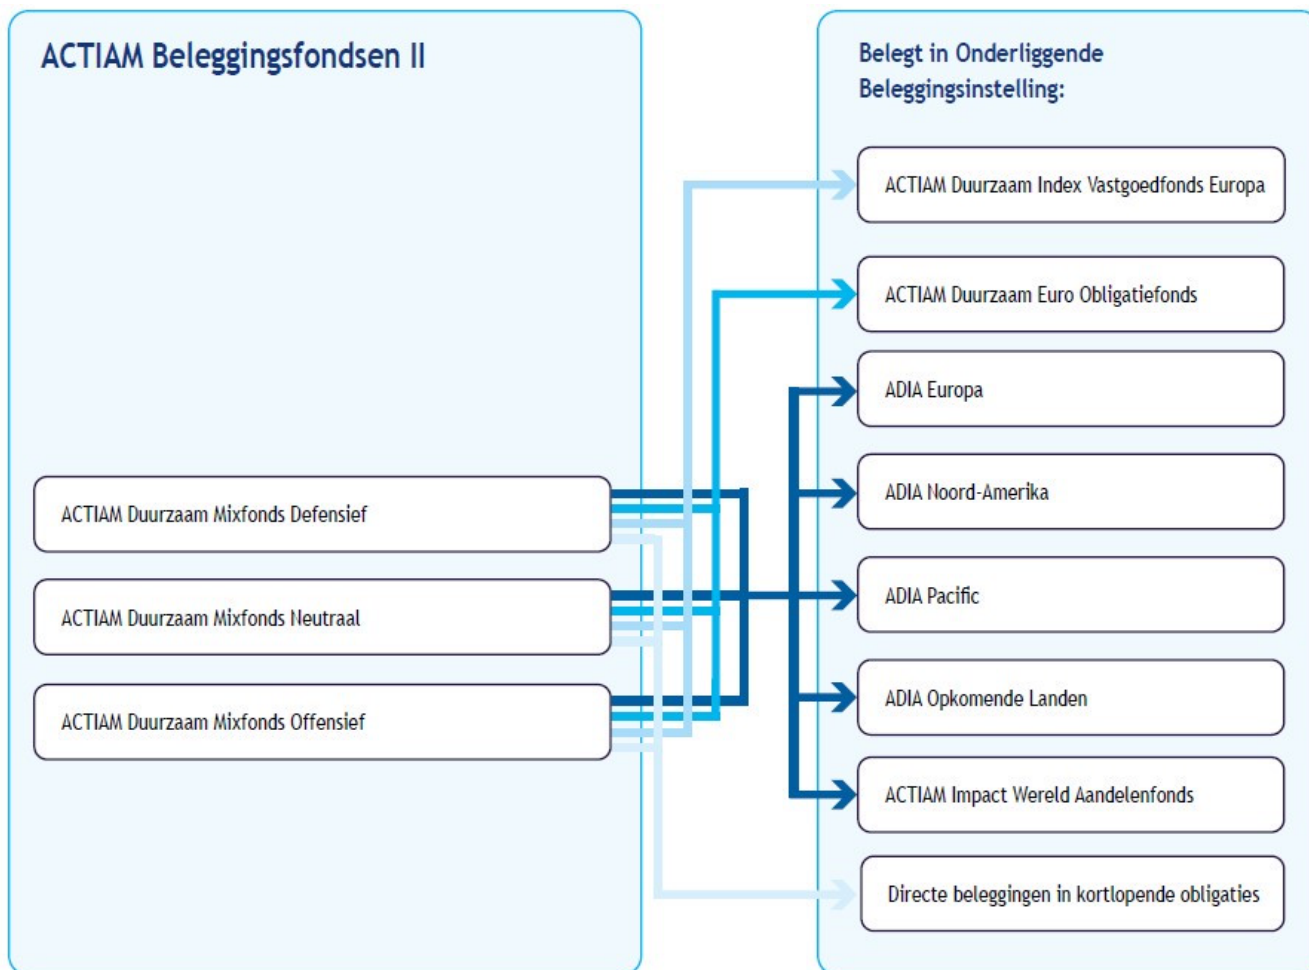 ACTIAM Beleggingsfondsen II
ACTIAM Duurzaam Mixfonds Defensief
ACTIAM Duurzaam Mixfonds Neutraal
ACTIAM Duurzaam Mixfonds Offensief
Belegt in Onderliggende
Beleggingsinstelling:
ACTIAM Duurzaam Index Vastgoedfonds Europa
ACTIAM Duurzaam Euro Obligatiefonds
ADIA Europa
ADIA Noord-Amerika
ADIA Pacific
ADIA Opkomende Landen
ACTIAM Impact Wereld Aandelenfonds
Directe beleggingen in kortlopende obligaties